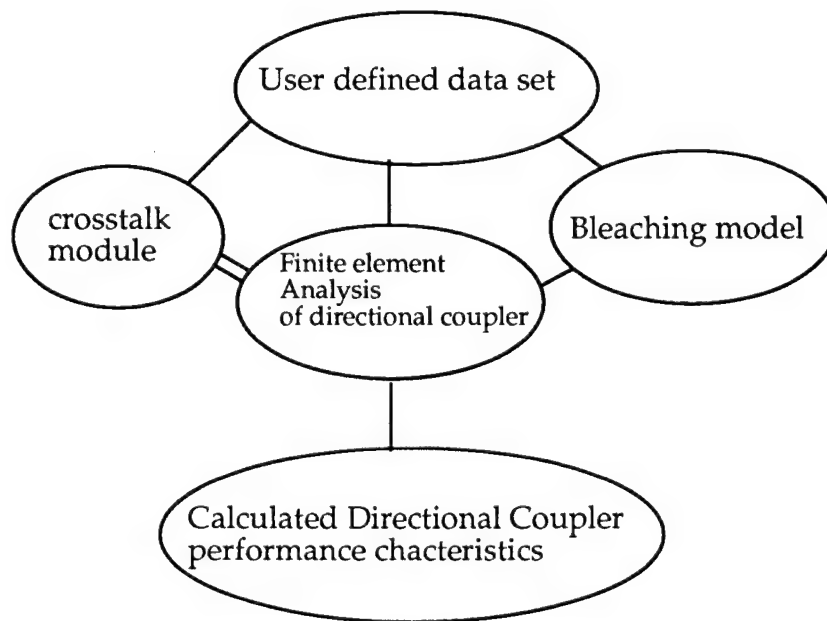 User defined data set
crosstalk
module
Bleaching model
Finite element
Analysis
of directional coupler
Calculated Directional Coupler
performance chacteristics